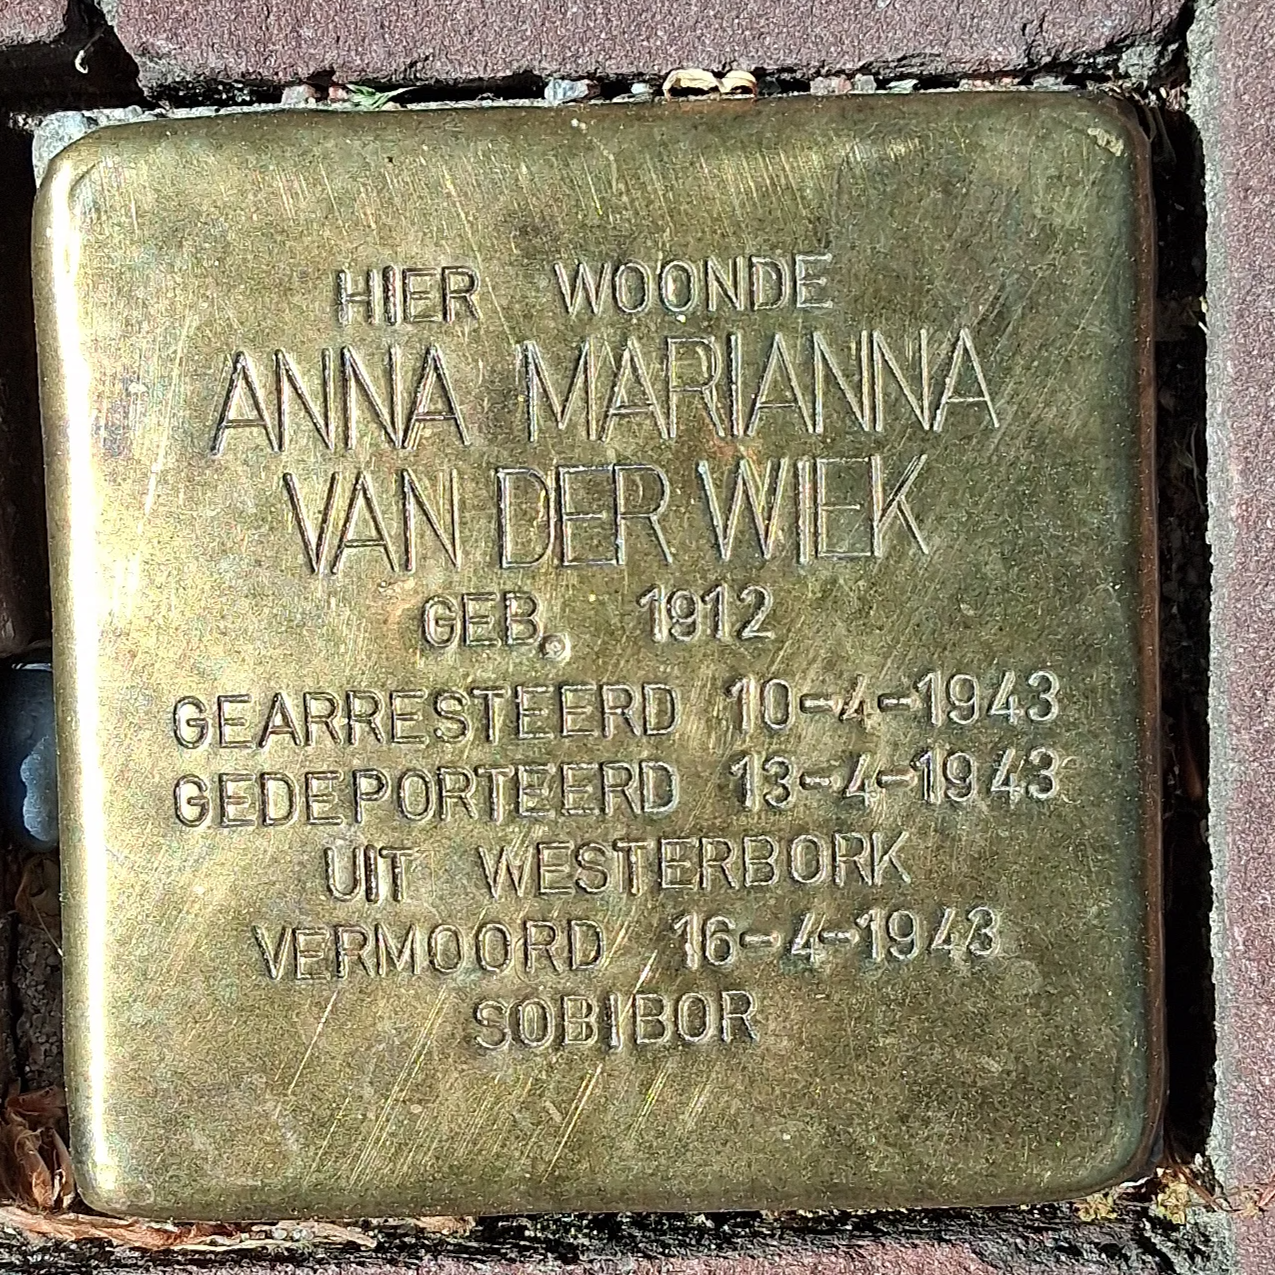 HIER WOONDE
ANNA MARIANNA
VAN DER WIEK
GEB. 1912
GEARRESTEERD 10-4-1943
GEDEPORTEERD 13-4-1943
UIT WESTERBORK
VERMOORD 16-4-1943
SOBIBOR